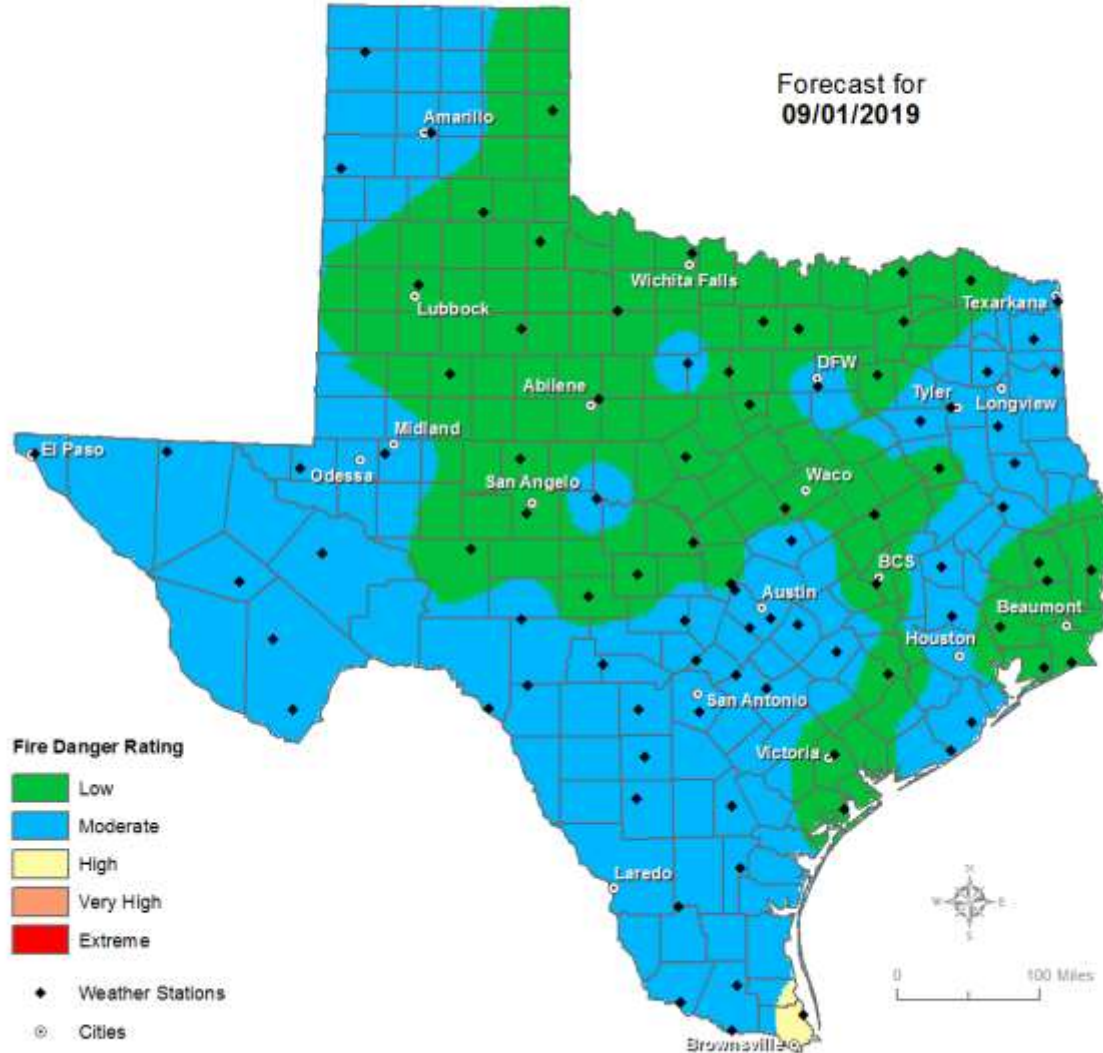 Forecast for
09/01/2019
Amarillo
Wichita Falls
Lubbock
Texarkana
DFW
Abilene
Tyler
Longview
Midland
El Paso
Odessa
San Angelo
Waco
BCS
Austin
Beaumont
Houston
San Antonio
Victoria
Laredo
Brownsville
Fire Danger Rating
Low
Moderate
High
Very High
Extreme
Weather Stations
Cities
N
W E
S
0 100 Miles